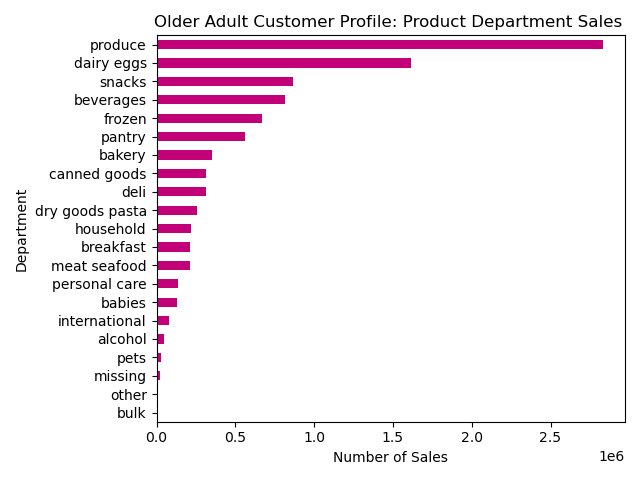 Older Adult Customer Profile: Product Department Sales
produce
dairy eggs
snacks
beverages
frozen
pantry
bakery
canned goods
deli
dry goods pasta
household
breakfast
meat seafood
personal care
babies
international
alcohol
pets
missing
other
bulk
Department
0.0 0.5 1.0 1.5 2.0 2.5
1e6
Number of Sales